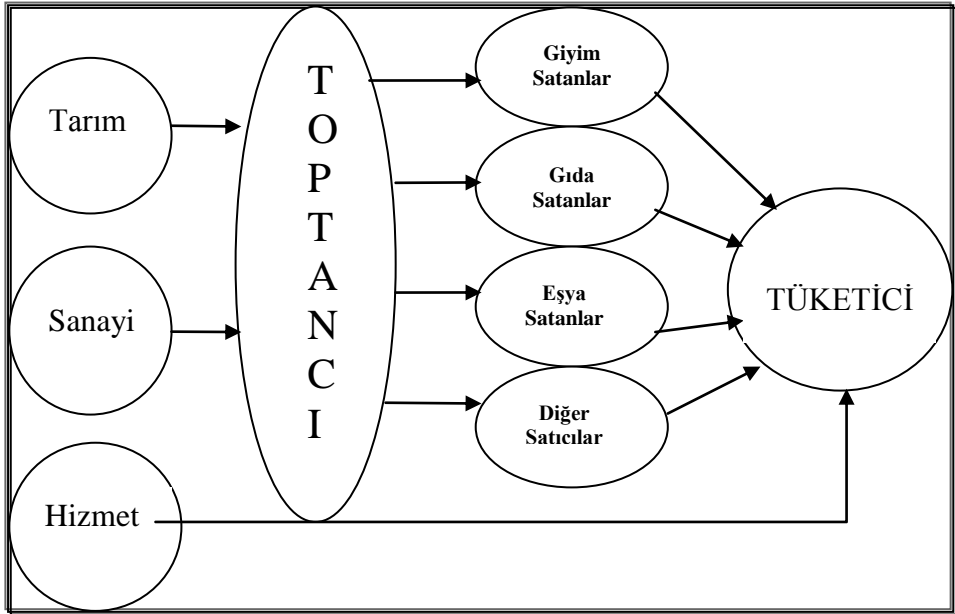 Tarım
Sanayi
Hizmet
T
O
P
T
A
N
C
I
Giyim
Satanlar
Gıda
Satanlar
Eşya
Satanlar
Diğer
Satıcılar
TÜKETİCİ